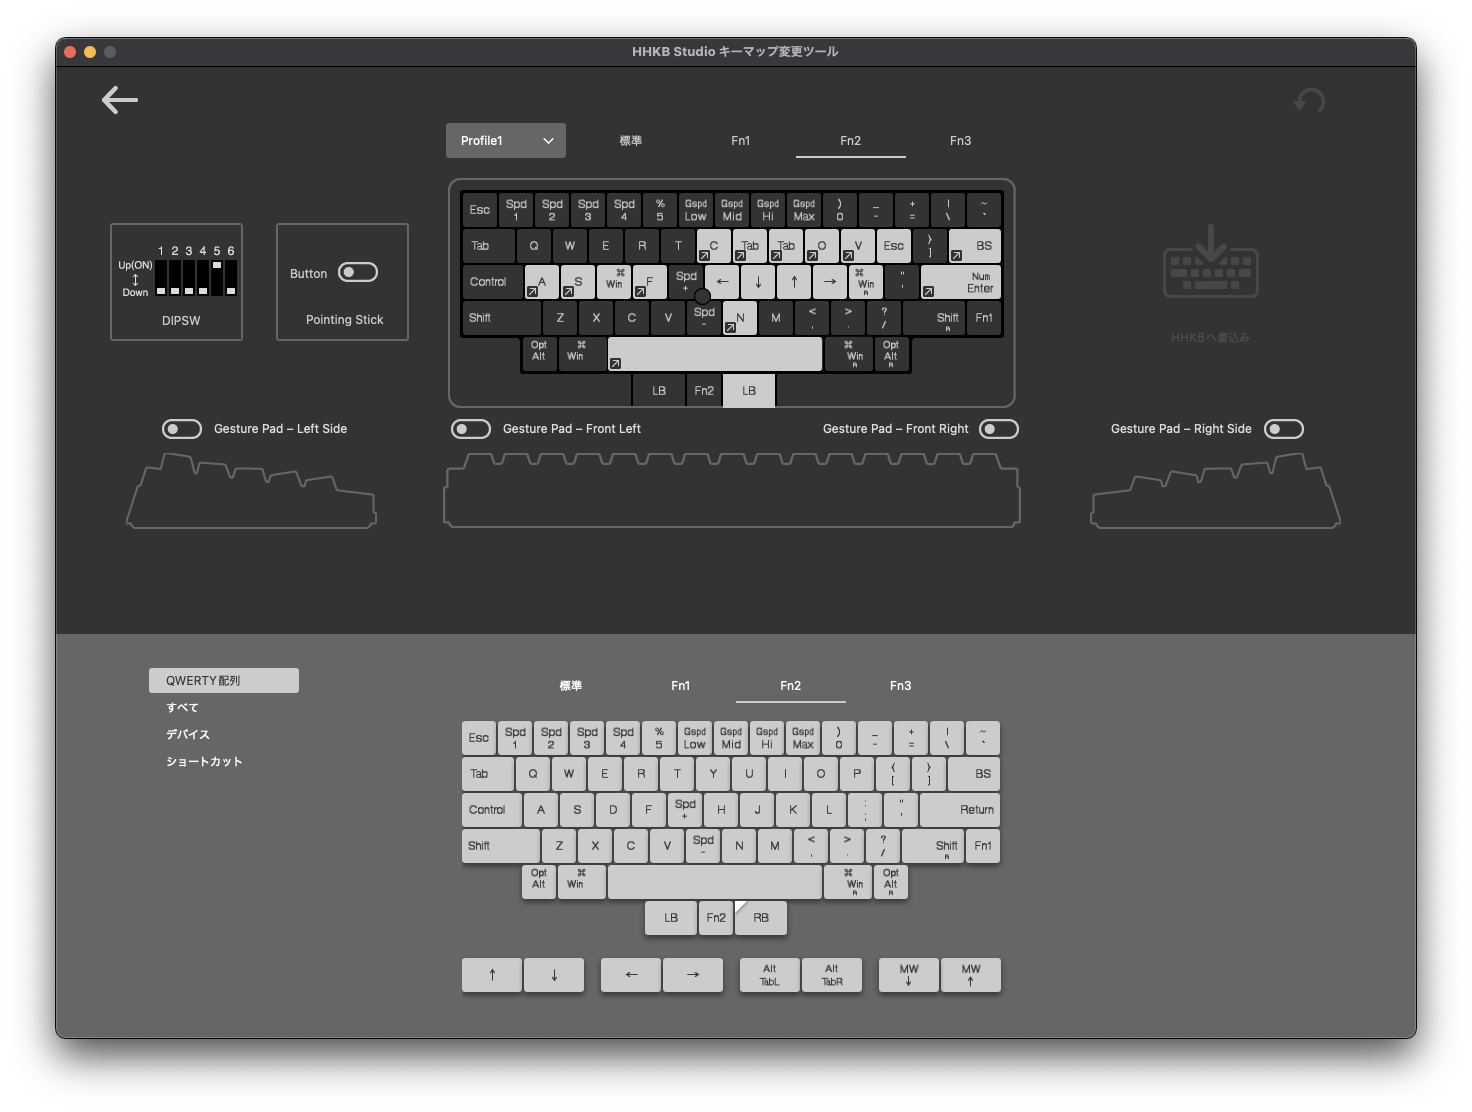 HHKB Studio キーマップ変更ツール
Profile1 標準 Fn1 Fn2 Fn3
Esc Spd 1 Spd 2 Spd 3 Spd 4 % 5 Gspd Low Gspd Mid Gspd Hi Gspd Max ) 0 _ - + = | \ ~ `
Tab Q W E R T C Tab Tab O V Esc } ] BS
Control A S ⌘ Win F Spd + ← ↓ ↑ → ⌘ Win R " ' Num Enter
Shift Z X C V Spd - N M < , > . ? / Shift R Fn1
Opt Alt ⌘ Win ⌘ Win R Opt Alt R
LB Fn2 LB
1 2 3 4 5 6
Up(ON)
↕
Down
DIPSW
Button
Pointing Stick
HHKBへ書込み
Gesture Pad – Left Side
Gesture Pad – Front Left
Gesture Pad – Front Right
Gesture Pad – Right Side
QWERTY配列
すべて
デバイス
ショートカット
標準 Fn1 Fn2 Fn3
Esc Spd 1 Spd 2 Spd 3 Spd 4 % 5 Gspd Low Gspd Mid Gspd Hi Gspd Max ) 0 _ - + = | \ ~ `
Tab Q W E R T Y U I O P { [ } ] BS
Control A S D F Spd + H J K L : ; " ' Return
Shift Z X C V Spd - N M < , > . ? / Shift R Fn1
Opt Alt ⌘ Win ⌘ Win R Opt Alt R
LB Fn2 RB
↑ ↓ ← → Alt TabL Alt TabR MW ↓ MW ↑